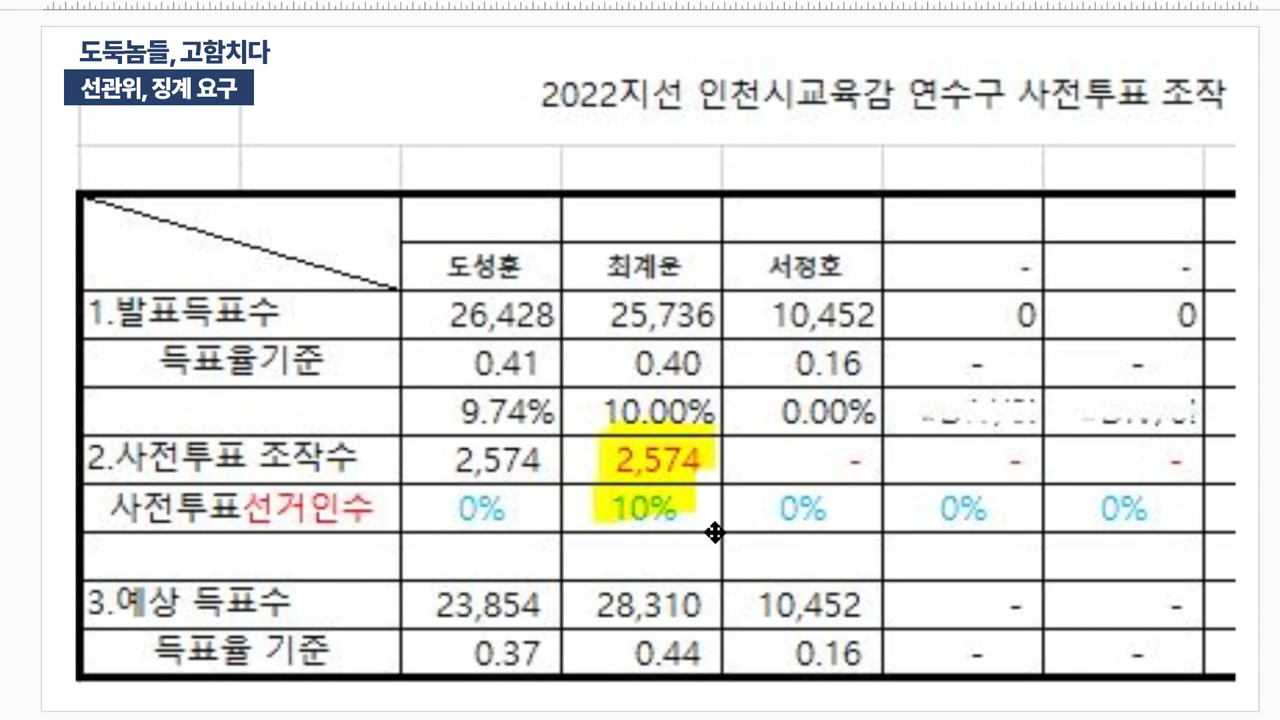 도둑놈들, 고함치다
선관위, 징계 요구
2022지선 인천시교육감 연수구 사전투표 조작
도성훈 최계운 서정호 - -
1.발표득표수 26,428 25,736 10,452 0 0
득표율기준 0.41 0.40 0.16 - -
9.74% 10.00% 0.00%
2.사전투표 조작수 2,574 2,574 - - -
사전투표선거인수 0% 10% 0% 0% 0%
3.예상 득표수 23,854 28,310 10,452 - -
득표율 기준 0.37 0.44 0.16 - -